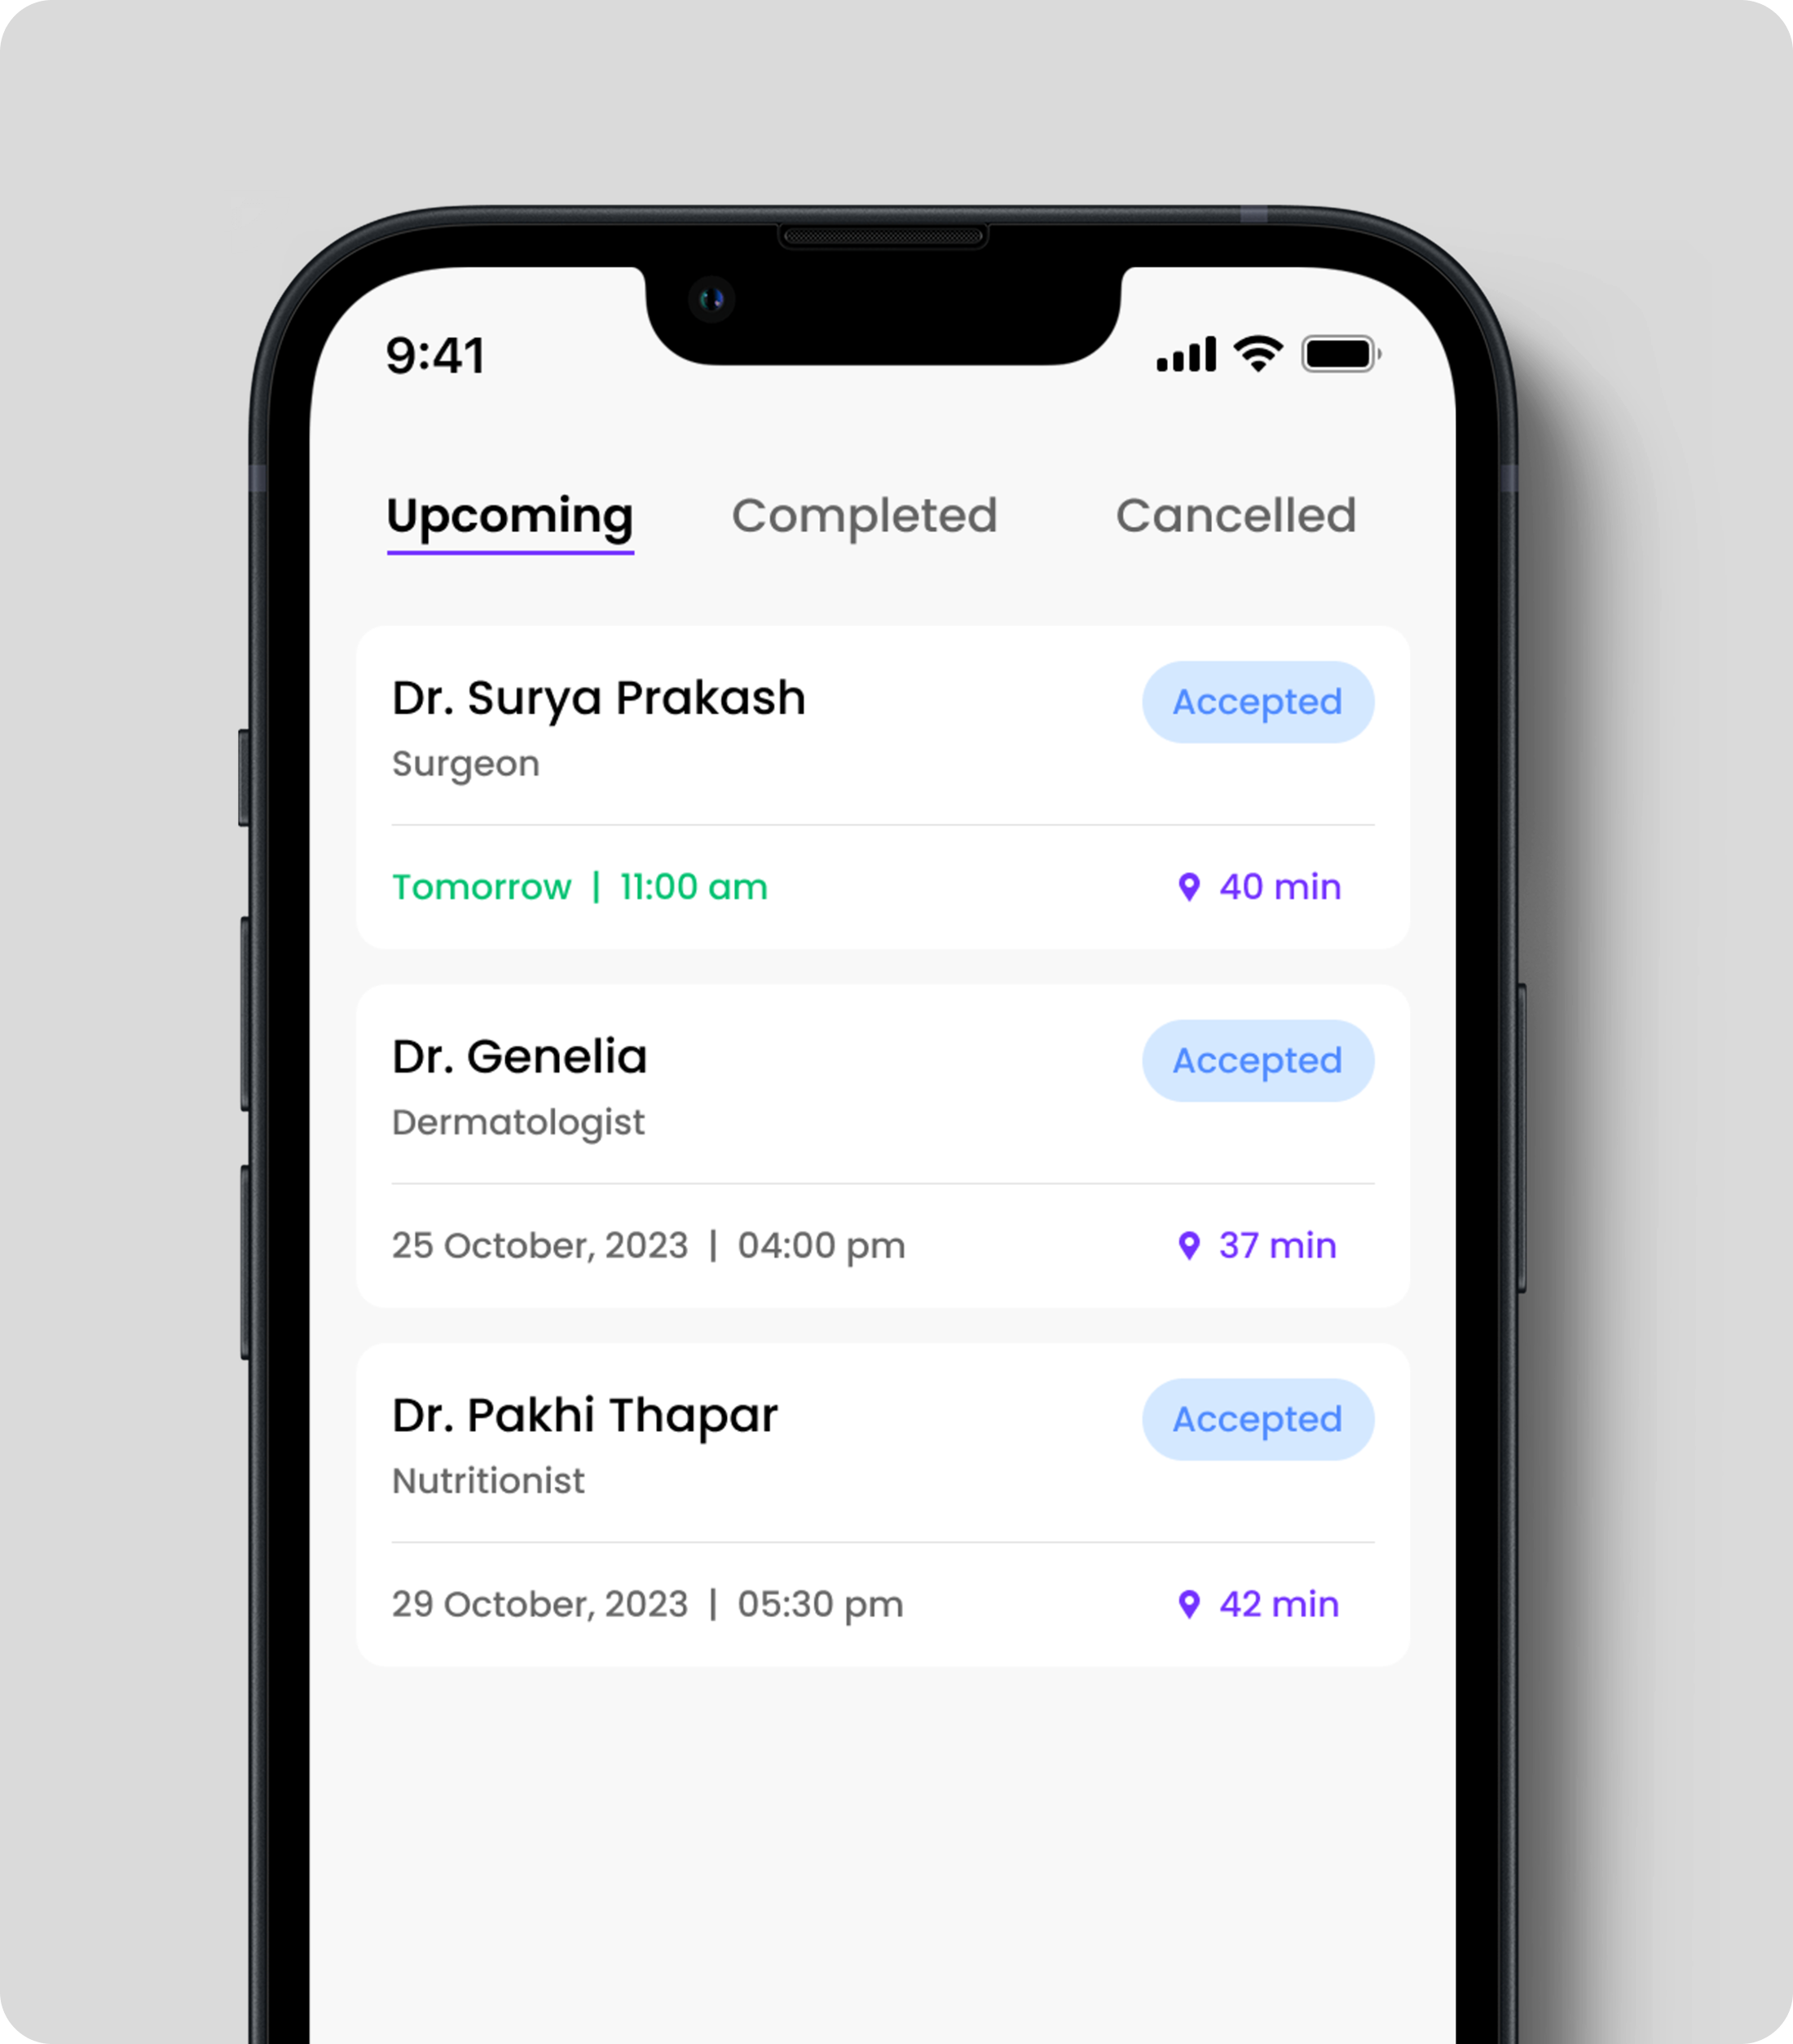 9:41
Upcoming Completed Cancelled
Dr. Surya Prakash Accepted
Surgeon
Tomorrow | 11:00 am 40 min
Dr. Genelia Accepted
Dermatologist
25 October, 2023 | 04:00 pm 37 min
Dr. Pakhi Thapar Accepted
Nutritionist
29 October, 2023 | 05:30 pm 42 min